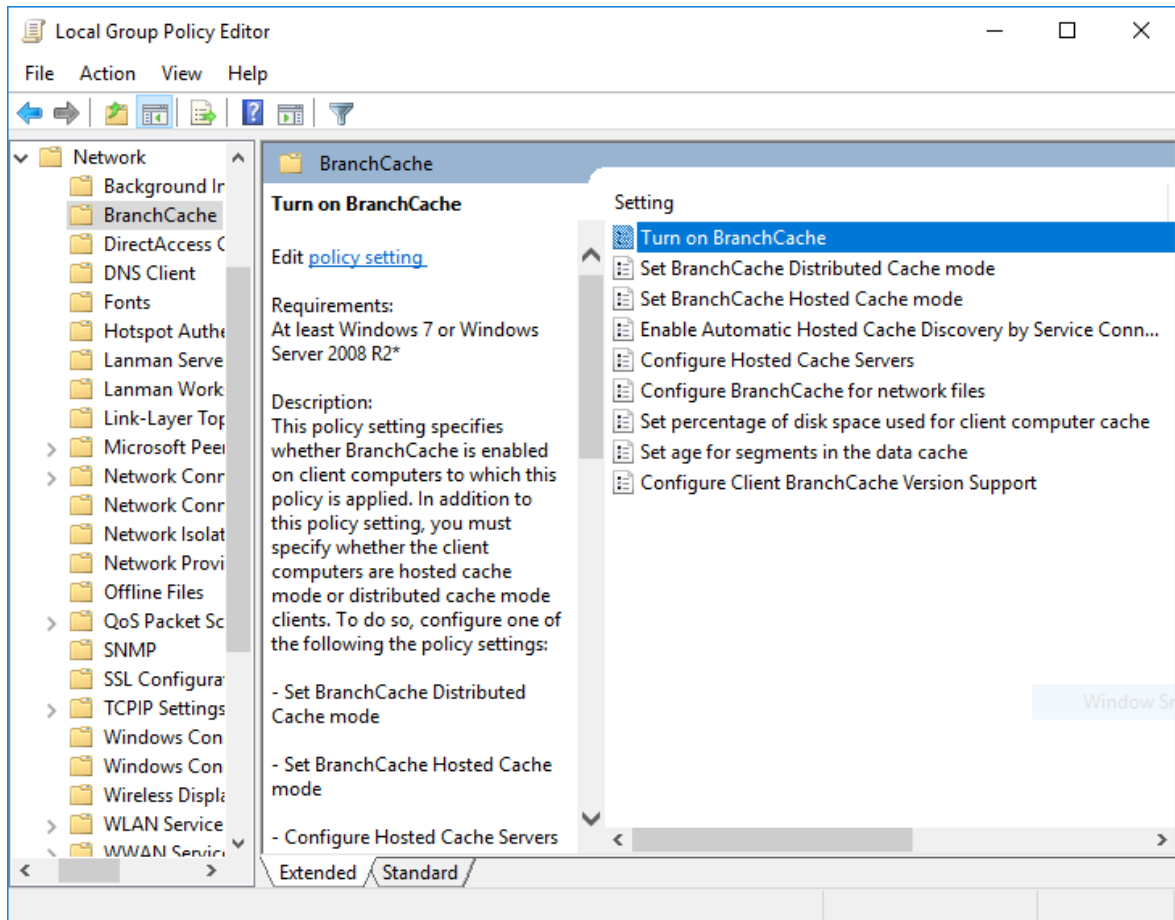 Local Group Policy Editor
File Action View Help
Network
Background In
BranchCache
DirectAccess C
DNS Client
Fonts
Hotspot Authe
Lanman Serve
Lanman Work
Link-Layer Top
Microsoft Peer
Network Conn
Network Conn
Network Isolat
Network Provi
Offline Files
QoS Packet Sc
SNMP
SSL Configurat
TCPIP Settings
Windows Con
Windows Con
Wireless Displa
WLAN Service
WWAN Service
BranchCache
Turn on BranchCache
Edit policy setting
Requirements:
At least Windows 7 or Windows
Server 2008 R2*
Description:
This policy setting specifies
whether BranchCache is enabled
on client computers to which this
policy is applied. In addition to
this policy setting, you must
specify whether the client
computers are hosted cache
mode or distributed cache mode
clients. To do so, configure one of
the following the policy settings:
- Set BranchCache Distributed
Cache mode
- Set BranchCache Hosted Cache
mode
- Configure Hosted Cache Servers
Setting
Turn on BranchCache
Set BranchCache Distributed Cache mode
Set BranchCache Hosted Cache mode
Enable Automatic Hosted Cache Discovery by Service Conn...
Configure Hosted Cache Servers
Configure BranchCache for network files
Set percentage of disk space used for client computer cache
Set age for segments in the data cache
Configure Client BranchCache Version Support
Window Sn
Extended Standard